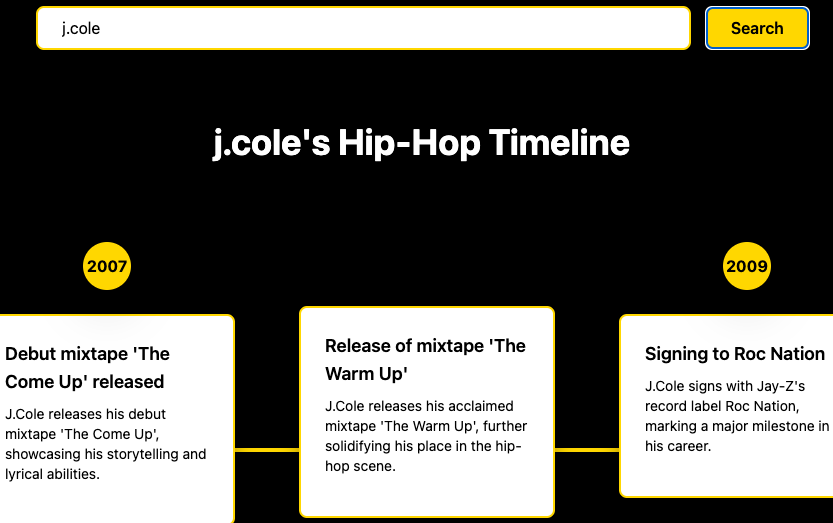 j.cole
Search
j.cole's Hip-Hop Timeline
2007
Debut mixtape 'The
Come Up' released
J.Cole releases his debut
mixtape 'The Come Up',
showcasing his storytelling and
lyrical abilities.
Release of mixtape 'The
Warm Up'
J.Cole releases his acclaimed
mixtape 'The Warm Up', further
solidifying his place in the hip-
hop scene.
2009
Signing to Roc Nation
J.Cole signs with Jay-Z's
record label Roc Nation,
marking a major milestone in
his career.